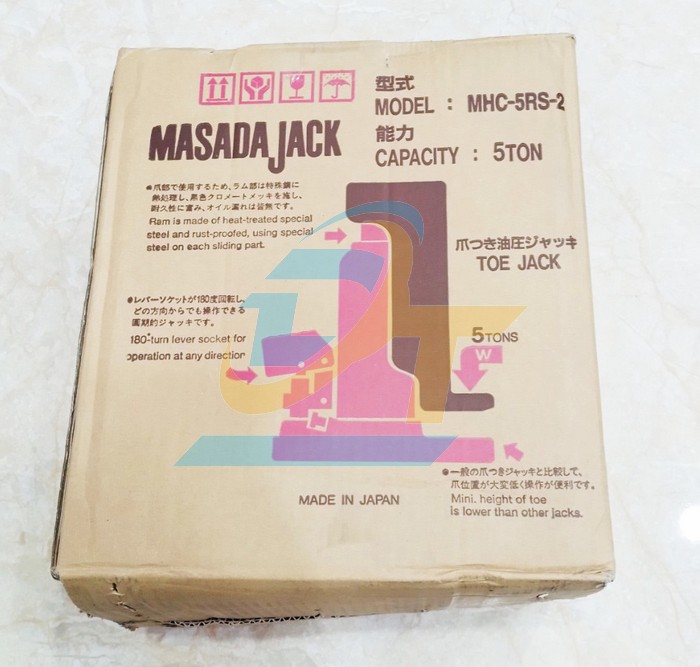 型式
MODEL : MHC-5RS-2
能力
CAPACITY : 5TON
MASADA JACK
●爪部で使用するため、ラム部は特殊鋼に
熱処理し、黒色クロメートメッキを施し、
耐久性に富み、オイル漏れは皆無です。
Ram is made of heat-treated special
steel and rust-proofed, using special
steel on each sliding part.
爪つき油圧ジャッキ
TOE JACK
●レバーソケットが180度回転し、
どの方向からでも操作できる
画期的ジャッキです。
180°-turn lever socket for
operation at any direction
5TONS
W
●一般の爪つきジャッキと比較して、
爪位置が大変低く操作が便利です。
Mini. height of toe
is lower than other jacks.
MADE IN JAPAN